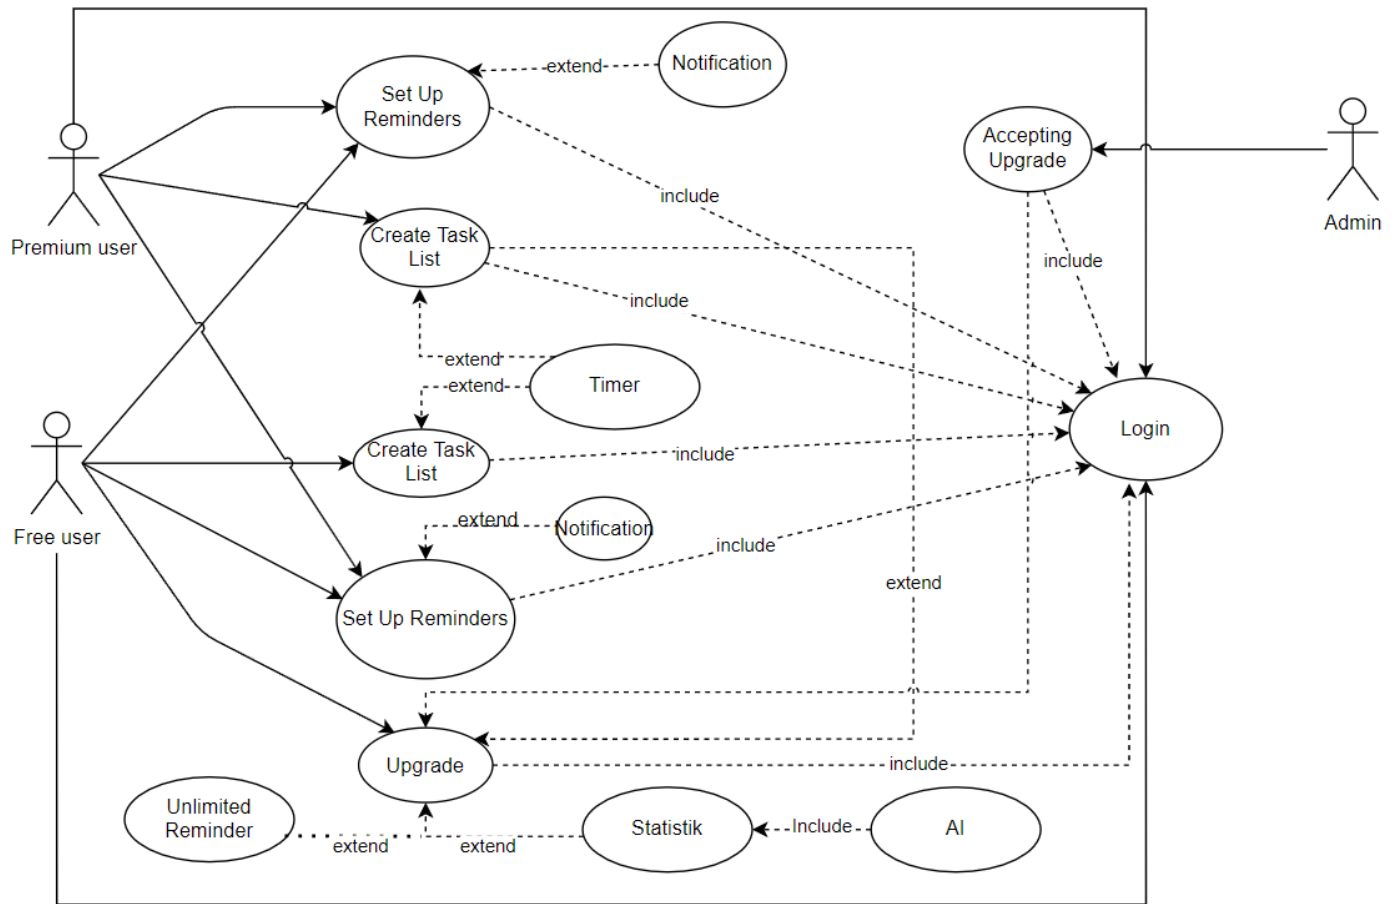 extend
Notification
Set Up
Reminders
Accepting
Upgrade
include
Premium user
Admin
Create Task
List
include
include
extend
Timer
extend
Login
Create Task
List
include
Free user
extend
Notification
include
extend
Set Up Reminders
Upgrade
include
Unlimited
Reminder
extend
extend
Statistik
Include
AI